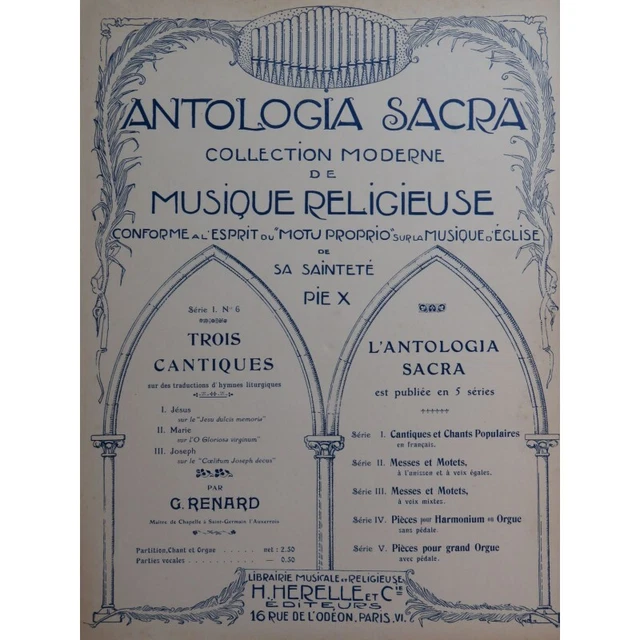 ANTOLOGIA SACRA
COLLECTION MODERNE
DE
MUSIQUE RELIGIEUSE
CONFORME A L'ESPRIT DU "MOTU PROPRIO" SUR LA MUSIQUE D'ÉGLISE
DE
SA SAINTETÉ
PIE X
Série I. N° 6
TROIS
CANTIQUES
sur des traductions d'hymnes liturgiques
I. Jésus
sur le "Jesu dulcis memoria"
II. Marie
sur l'O Gloriosa virginum"
III. Joseph
sur le "Cœlitum Joseph decus"
PAR
G. RENARD
Maître de Chapelle à Saint-Germain l'Auxerrois
Partition, Chant et Orgue . . . . . net : 2.50
Parties vocales . . . . . . . . — 0.50
L'ANTOLOGIA
SACRA
est publiée en 5 séries
Série I. Cantiques et Chants Populaires
en français.
Série II. Messes et Motets,
à l'unisson et à voix égales.
Série III. Messes et Motets,
à voix mixtes.
Série IV. Pièces pour Harmonium ou Orgue
sans pédale.
Série V. Pièces pour grand Orgue
avec pédale.
LIBRAIRIE MUSICALE ET RELIGIEUSE
H. HERELLE ET Cie
ÉDITEURS
16 RUE DE L'ODÉON, PARIS, VI.